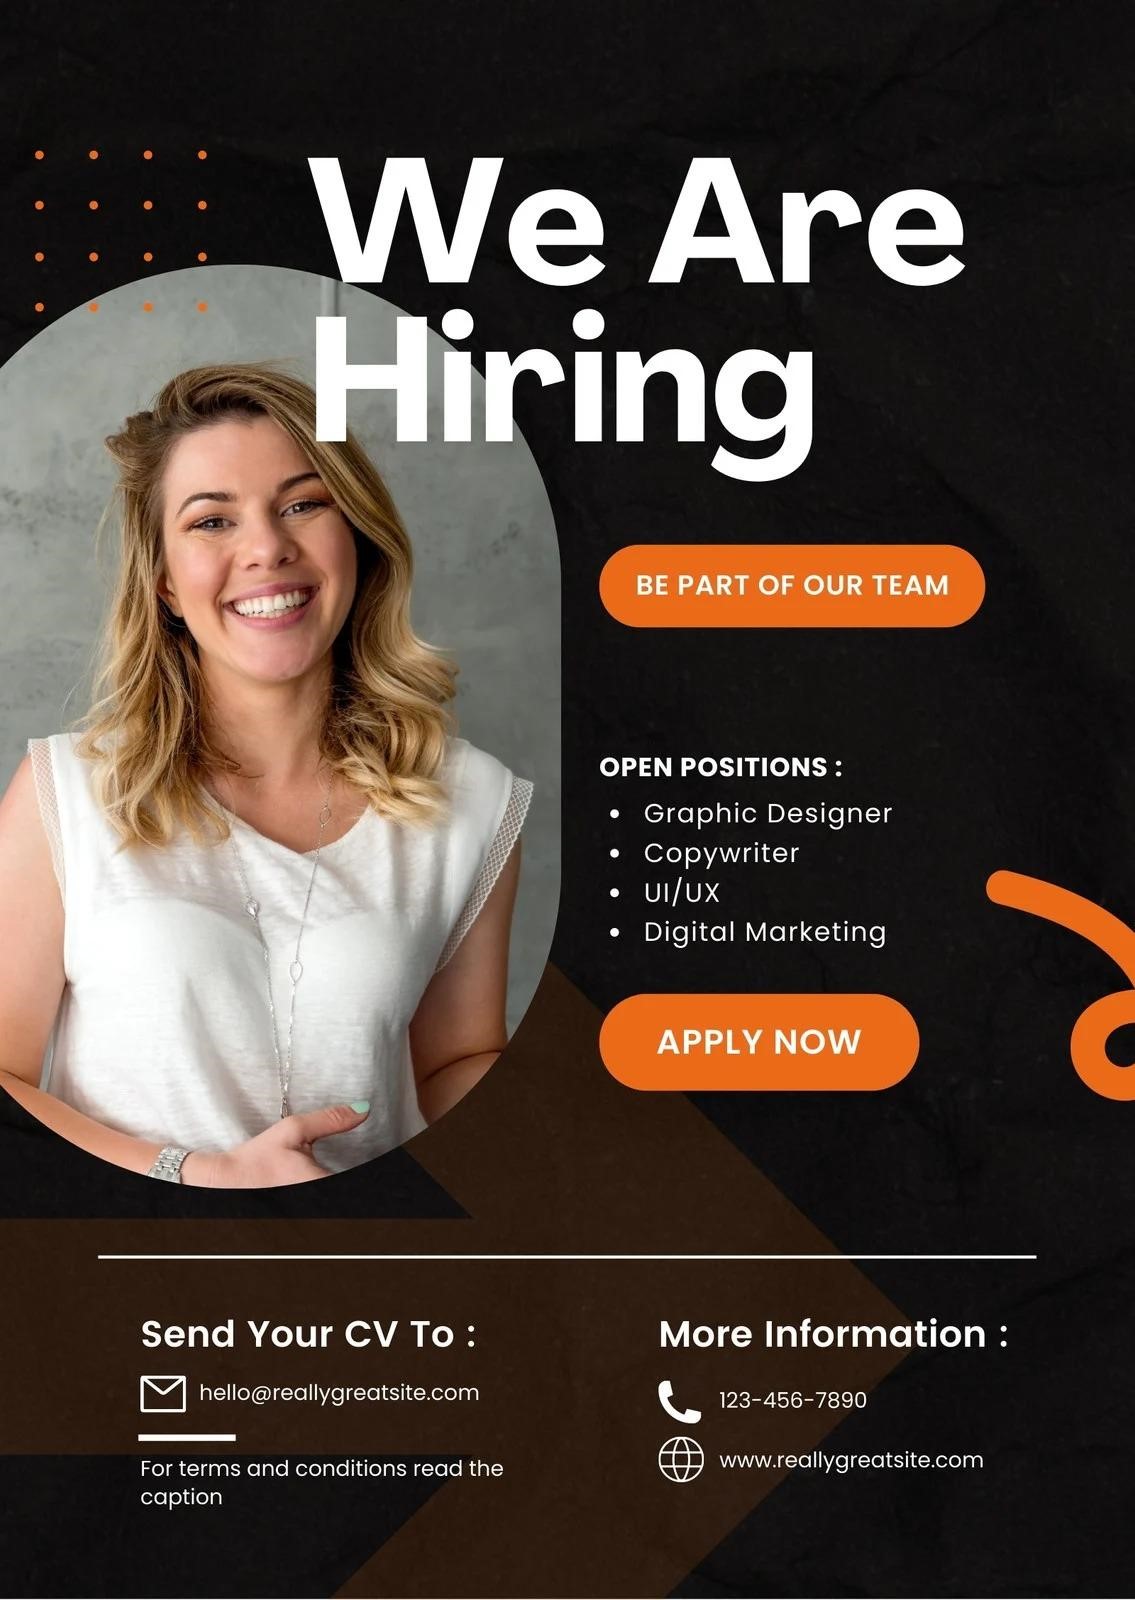 We Are
Hiring
BE PART OF OUR TEAM
OPEN POSITIONS :
• Graphic Designer
• Copywriter
• UI/UX
• Digital Marketing
APPLY NOW
Send Your CV To :
hello@reallygreatsite.com
For terms and conditions read the
caption
More Information :
123-456-7890
www.reallygreatsite.com